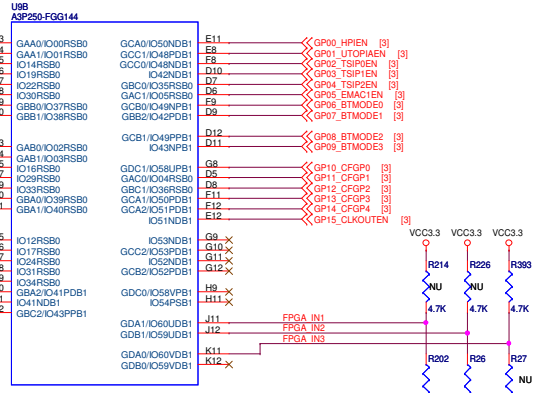 U9B
A3P250-FGG144
GAA0/IO00RSB0 GCA0/IO50NDB1 E11 GP00_HPIEN [3]
GAA1/IO01RSB0 GCC1/IO48PDB1 E8 GP01_UTOPIAEN [3]
IO14RSB0 GCC0/IO48NDB1 F8 GP02_TSIP0EN [3]
IO19RSB0 IO42NDB1 D10 GP03_TSIP1EN [3]
IO22RSB0 GBC0/IO35RSB0 D7 GP04_TSIP2EN [3]
IO30RSB0 GAC1/IO05RSB0 D6 GP05_EMAC1EN [3]
GBB0/IO37RSB0 GCB0/IO49NPB1 F9 GP06_BTMODE0 [3]
GBB1/IO38RSB0 GBB2/IO42PDB1 D9 GP07_BTMODE1 [3]
GCB1/IO49PPB1 D12 GP08_BTMODE2 [3]
GAB0/IO02RSB0 IO43NPB1 D11 GP09_BTMODE3 [3]
GAB1/IO03RSB0
IO16RSB0 GDC1/IO58UPB1 G8 GP10_CFGP0 [3]
IO29RSB0 GAC0/IO04RSB0 D5 GP11_CFGP1 [3]
IO33RSB0 GBC1/IO36RSB0 D8 GP12_CFGP2 [3]
GBA0/IO39RSB0 GCA1/IO50PDB1 F11 GP13_CFGP3 [3]
GBA1/IO40RSB0 GCA2/IO51PDB1 F12 GP14_CFGP4 [3]
IO51NDB1 E12 GP15_CLKOUTEN [3]
IO12RSB0 IO53NDB1 G9
IO17RSB0 GCC2/IO53PDB1 G10
IO24RSB0 IO52NDB1 G11
IO31RSB0 GCB2/IO52PDB1 G12
IO34RSB0
GBA2/IO41PDB1 GDC0/IO58VPB1 H9
IO41NDB1 IO54PSB1 H11
GBC2/IO43PPB1
GDA1/IO60UDB1 J11 FPGA_IN1
GDB1/IO59UDB1 J12 FPGA_IN2
FPGA_IN3
GDA0/IO60VDB1 K11
GDB0/IO59VDB1 K12
VCC3.3 VCC3.3 VCC3.3
R214 R226 R393
NU NU
4.7K 4.7K 4.7K
R202 R26 R27
NU